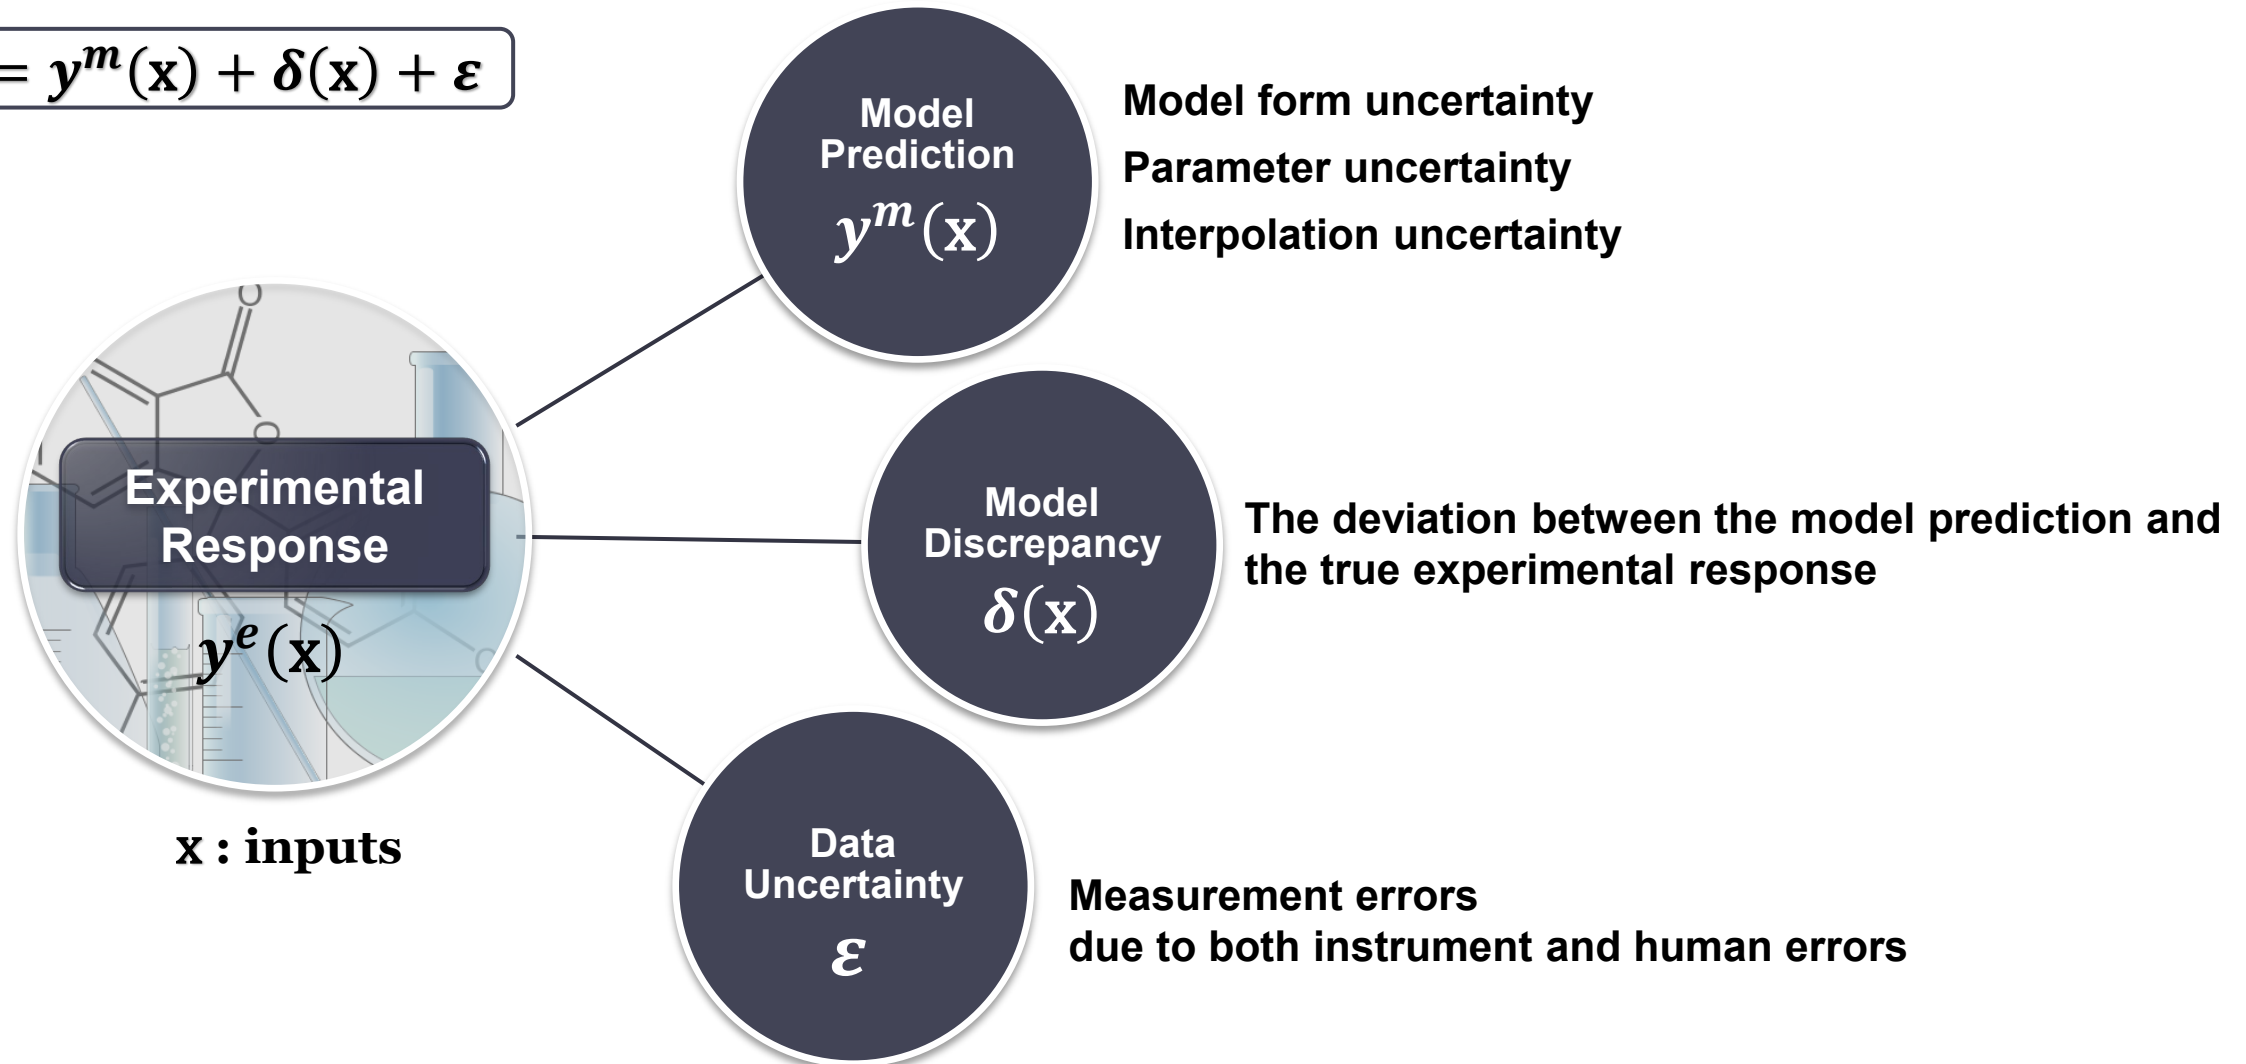 = y^m(x) + δ(x) + ε
Model
Prediction
y^m(x)
Model form uncertainty
Parameter uncertainty
Interpolation uncertainty
Experimental
Response
y^e(x)
x : inputs
Model
Discrepancy
δ(x)
The deviation between the model prediction and
the true experimental response
Data
Uncertainty
ε
Measurement errors
due to both instrument and human errors
O
O